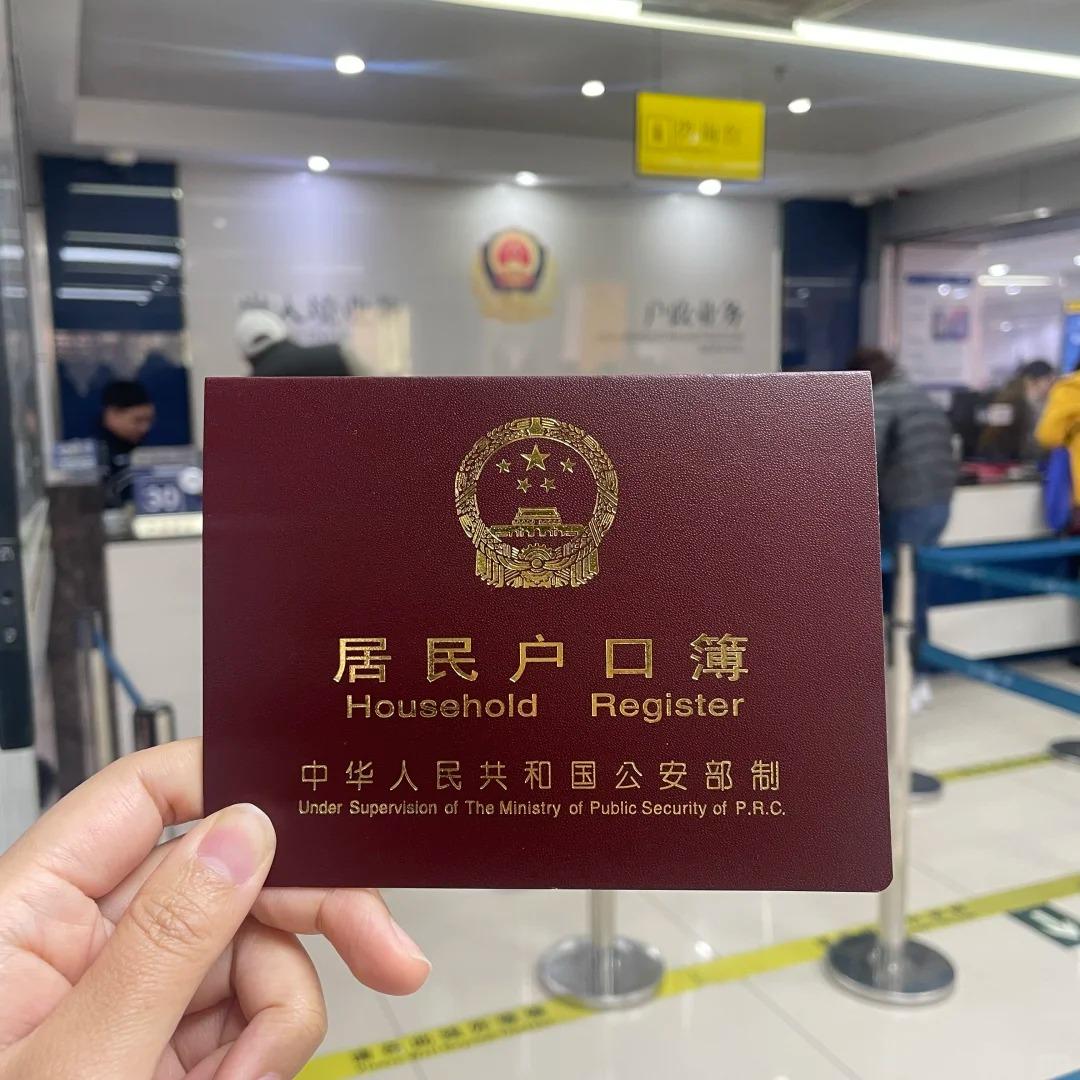 户政业务
30
居民户口簿
Household Register
中华人民共和国公安部制
Under Supervision of The Ministry of Public Security of P.R.C.